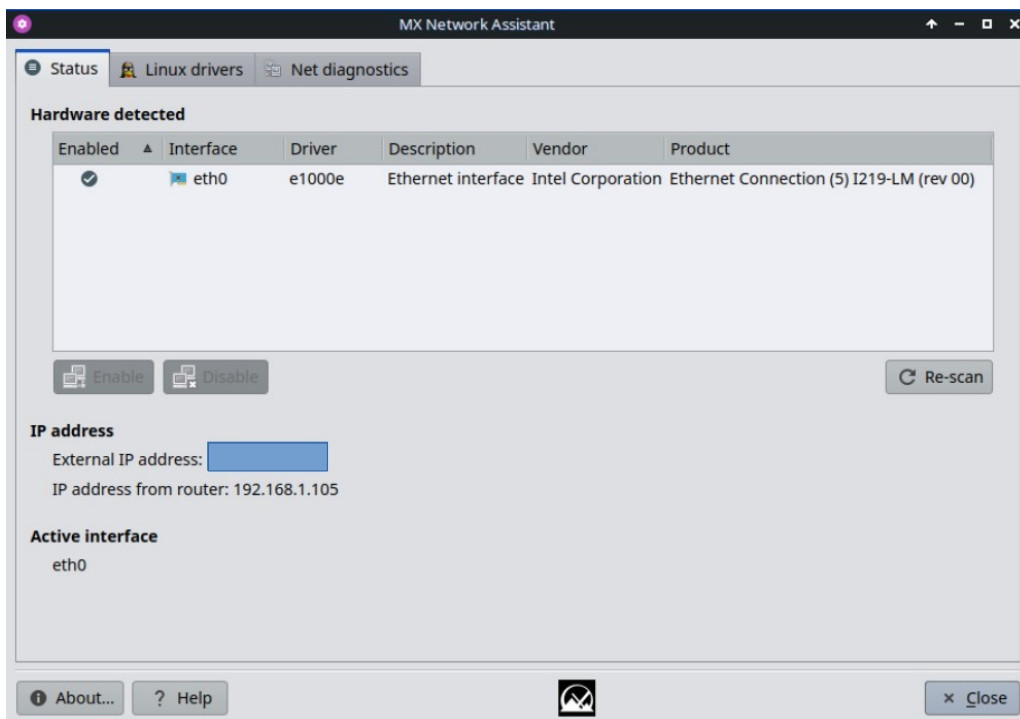 MX Network Assistant
Status Linux drivers Net diagnostics
Hardware detected
Enabled Interface Driver Description Vendor Product
eth0 e1000e Ethernet interface Intel Corporation Ethernet Connection (5) I219-LM (rev 00)
Enable Disable Re-scan
IP address
External IP address:
IP address from router: 192.168.1.105
Active interface
eth0
About... ? Help Close